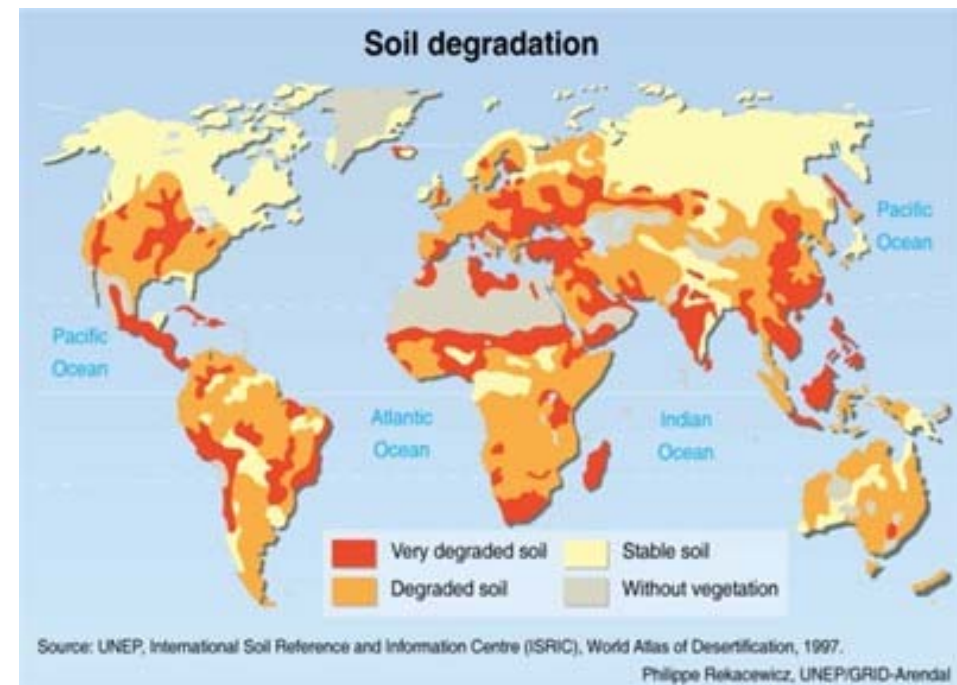 Soil degradation
Pacific
Ocean
Pacific
Ocean
Atlantic
Ocean
Indian
Ocean
Very degraded soil
Stable soil
Degraded soil
Without vegetation
Source: UNEP, International Soil Reference and Information Centre (ISRIC), World Atlas of Desertification, 1997.
Philippe Rekacewicz, UNEP/GRID-Arendal